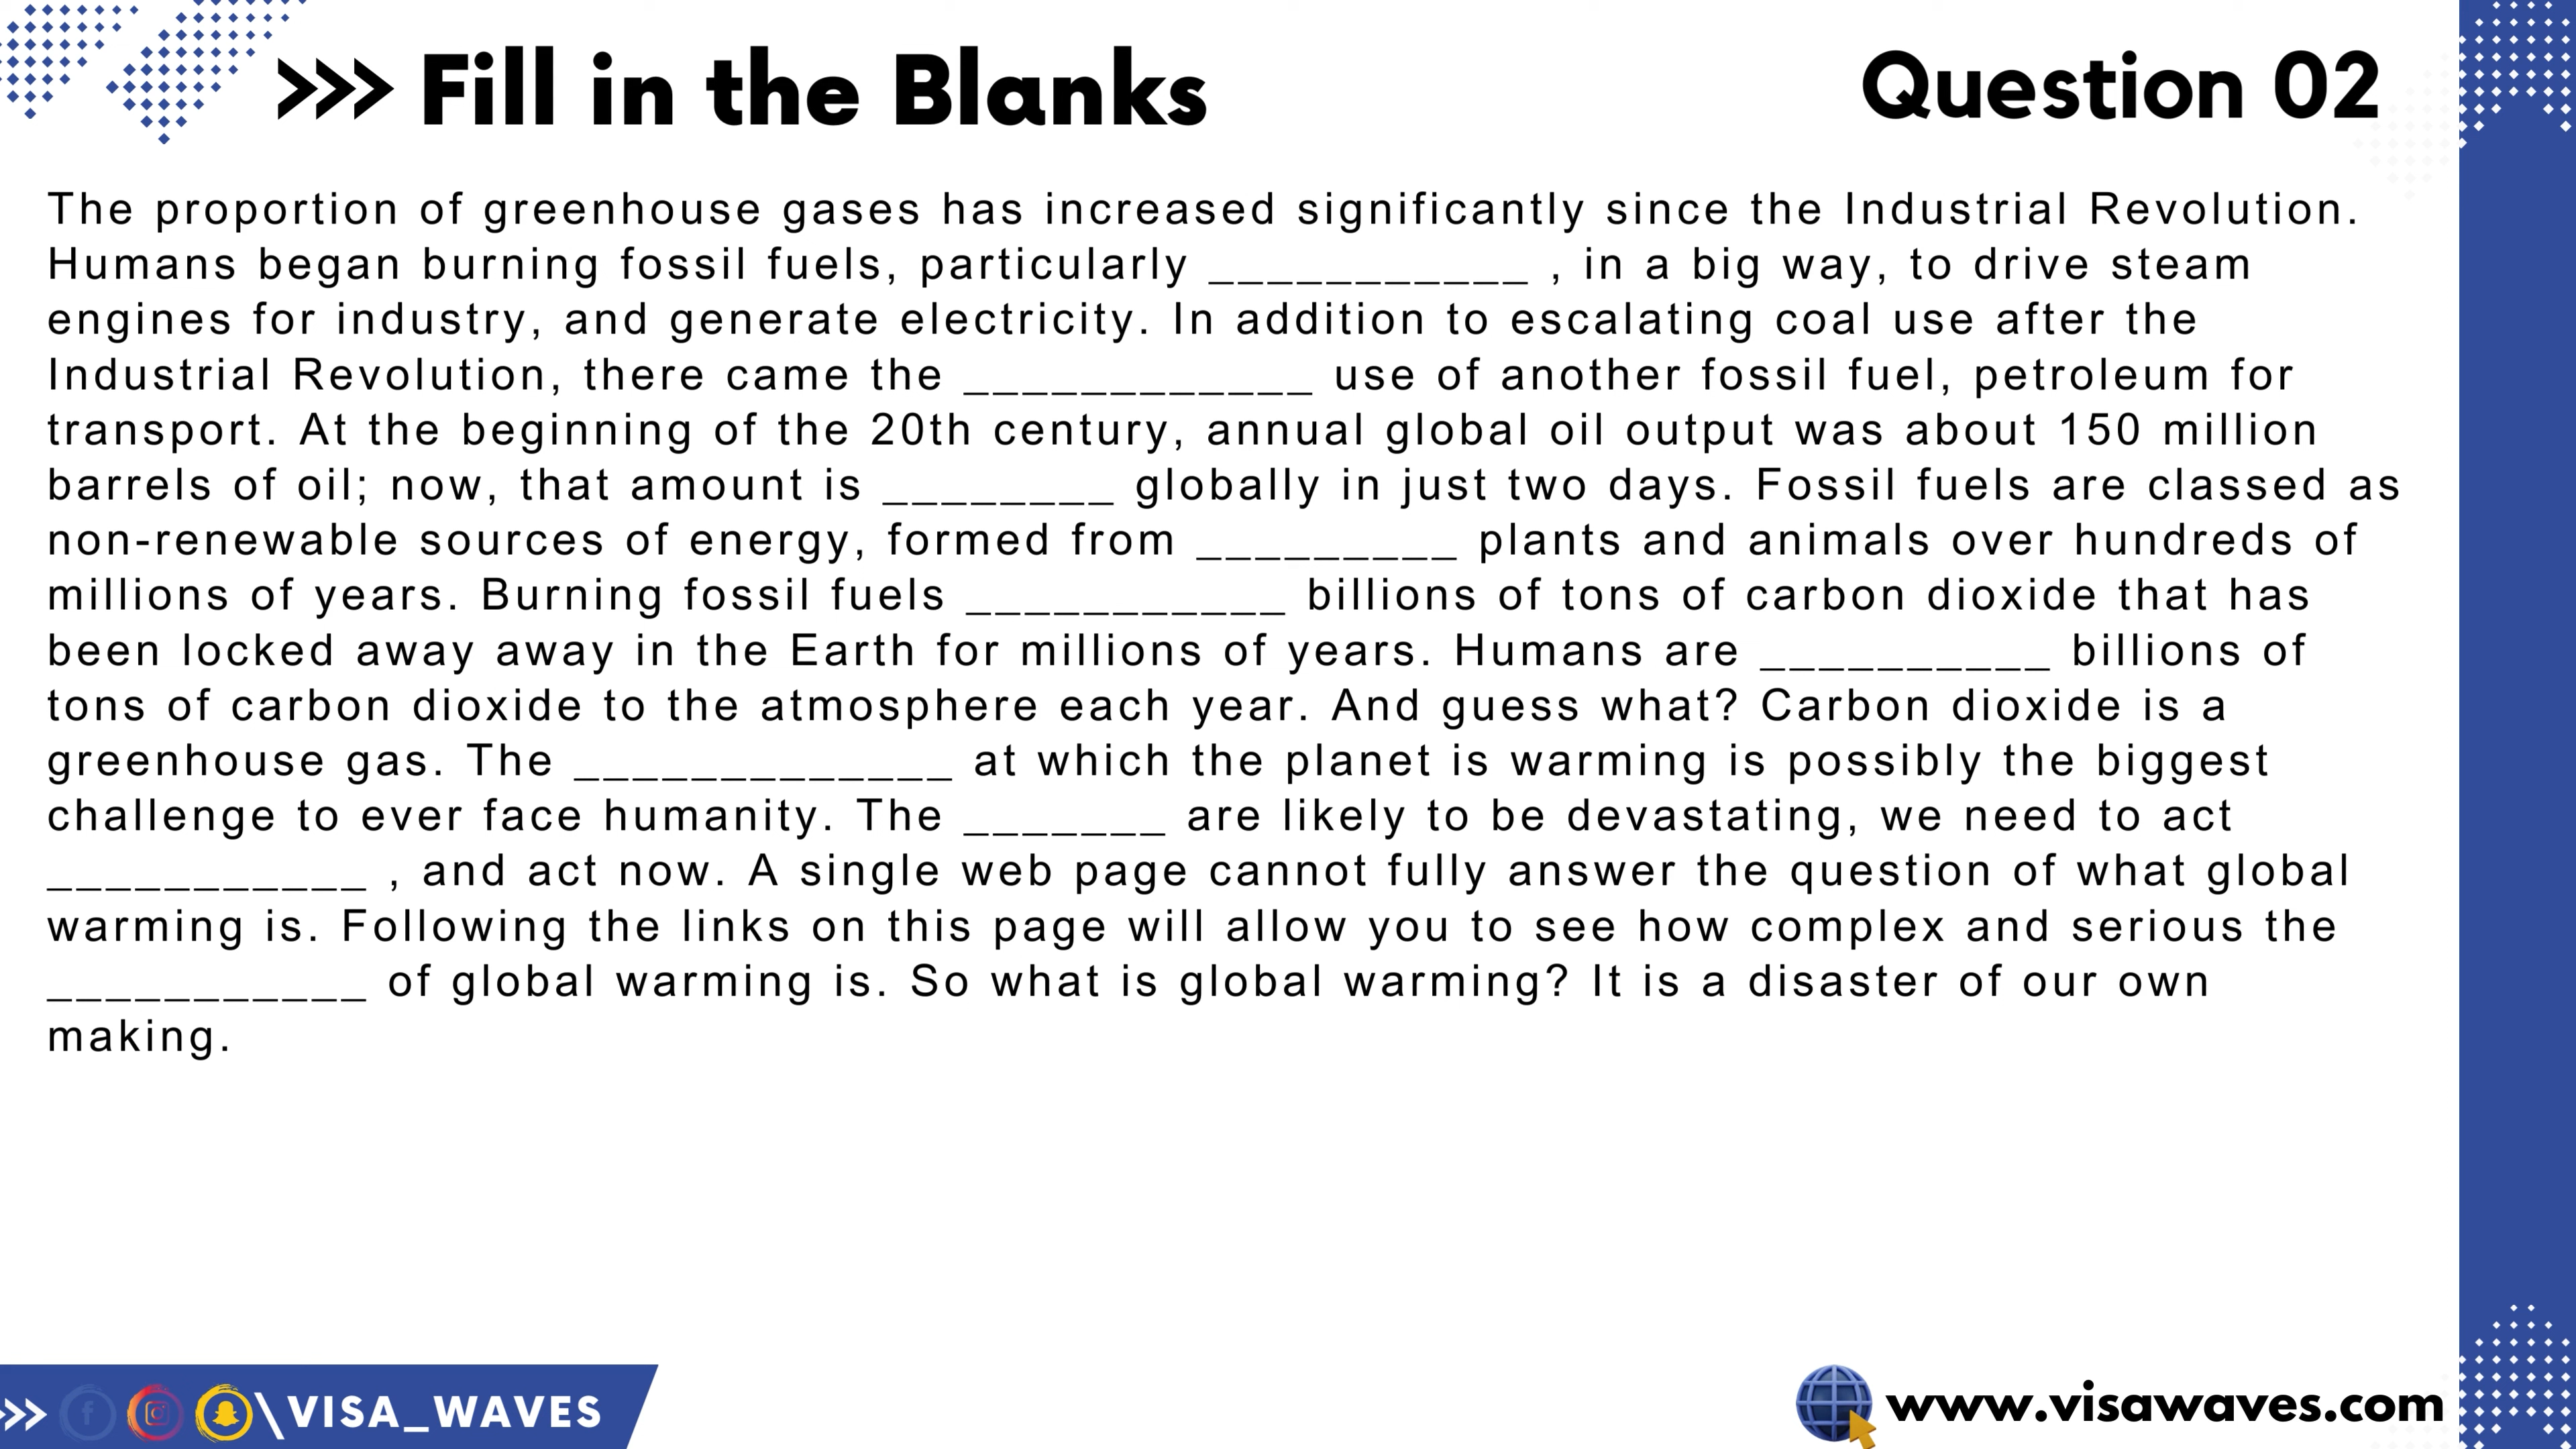 >>> Fill in the Blanks
Question 02
The proportion of greenhouse gases has increased significantly since the Industrial Revolution.
Humans began burning fossil fuels, particularly ___________ , in a big way, to drive steam
engines for industry, and generate electricity. In addition to escalating coal use after the
Industrial Revolution, there came the ____________ use of another fossil fuel, petroleum for
transport. At the beginning of the 20th century, annual global oil output was about 150 million
barrels of oil; now, that amount is ________ globally in just two days. Fossil fuels are classed as
non-renewable sources of energy, formed from _________ plants and animals over hundreds of
millions of years. Burning fossil fuels ___________ billions of tons of carbon dioxide that has
been locked away away in the Earth for millions of years. Humans are __________ billions of
tons of carbon dioxide to the atmosphere each year. And guess what? Carbon dioxide is a
greenhouse gas. The _____________ at which the planet is warming is possibly the biggest
challenge to ever face humanity. The _______ are likely to be devastating, we need to act
___________ , and act now. A single web page cannot fully answer the question of what global
warming is. Following the links on this page will allow you to see how complex and serious the
___________ of global warming is. So what is global warming? It is a disaster of our own
making.
\VISA_WAVES
www.visawaves.com